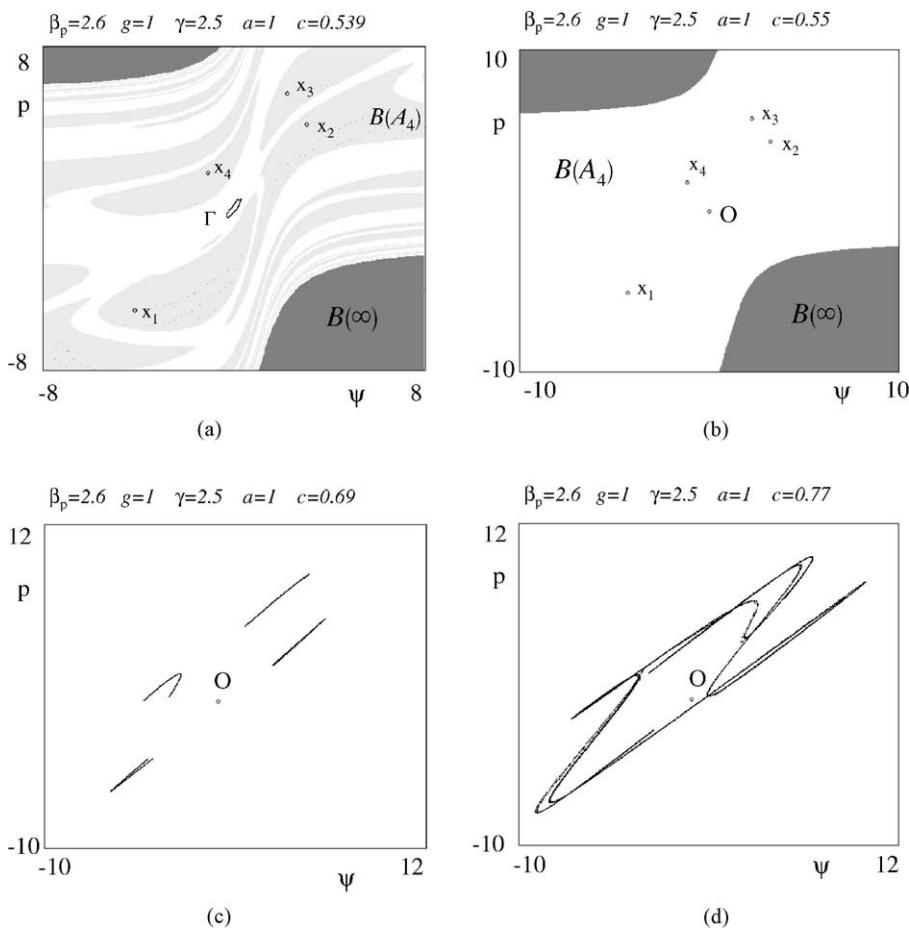 βp=2.6 g=1 γ=2.5 a=1 c=0.539
8
p
x3
B(A4)
x2
x4
Γ
x1
B(∞)
-8
-8
ψ
8
(a)
βp=2.6 g=1 γ=2.5 a=1 c=0.55
10
p
x3
x2
B(A4)
x4
O
x1
B(∞)
-10
-10
ψ
10
(b)
βp=2.6 g=1 γ=2.5 a=1 c=0.69
12
p
O
-10
-10
ψ
12
(c)
βp=2.6 g=1 γ=2.5 a=1 c=0.77
12
p
O
-10
-10
ψ
12
(d)